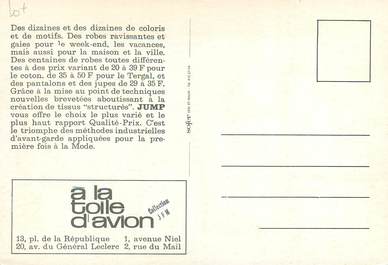 Lot
Des dizaines et des dizaines de coloris
et de motifs. Des robes ravissantes et
gaies pour le week-end, les vacances,
mais aussi pour la maison et la ville.
Des centaines de robes toutes différen-
tes à des prix variant de 20 à 39 F pour
le coton, de 35 à 50 F pour le Tergal, et
des pantalons et des jupes de 29 à 35 F.
Grâce à la mise au point de techniques
nouvelles brevetées aboutissant à la
création de tissus "structurés". JUMP
vous offre le choix le plus varié et le
plus haut rapport Qualité-Prix. C'est
le triomphe des méthodes industrielles
d'avant-garde appliquées pour la pre-
mière fois à la Mode.
à la
toile
d'avion
Collection
J F M
13, pl. de la République 1, avenue Niel
20, av. du Général Leclerc 2, rue du Mail